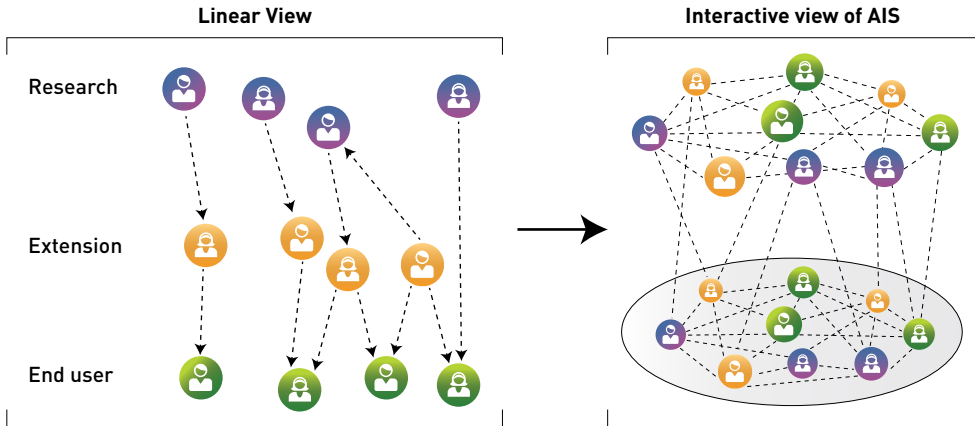 Linear View
Interactive view of AIS
Research
Extension
End user